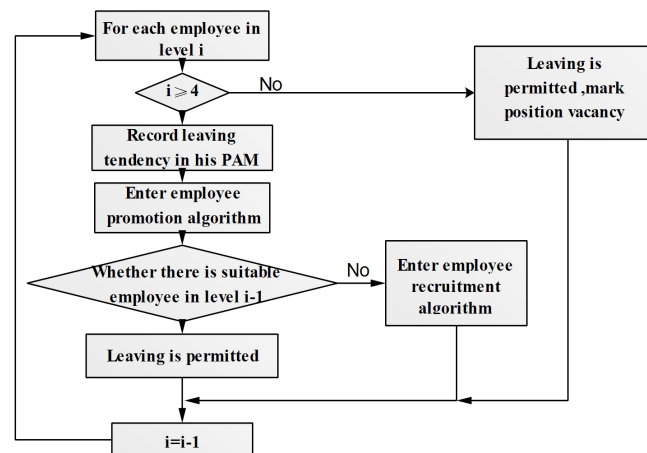 For each employee in
level i
i ≥ 4
No
Leaving is
permitted ,mark
position vacancy
Record leaving
tendency in his PAM
Enter employee
promotion algorithm
Whether there is suitable
employee in level i-1
No
Enter employee
recruitment
algorithm
Leaving is permitted
i=i-1